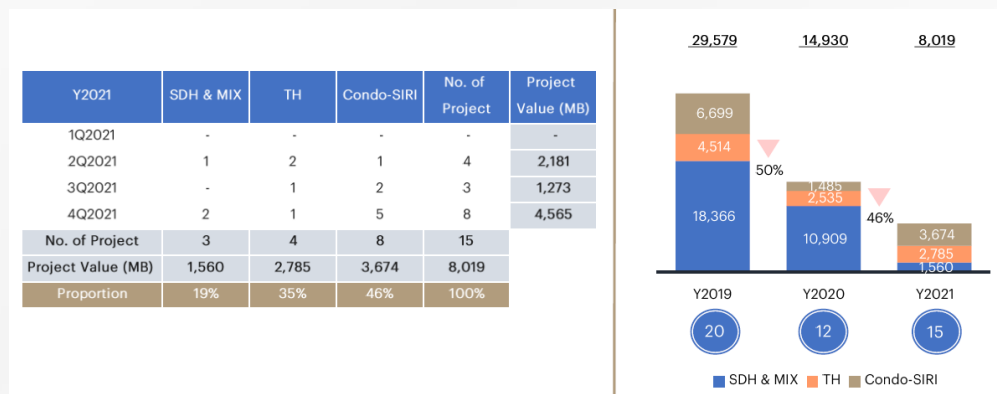 Y2021 SDH & MIX TH Condo-SIRI No. of Project Project Value (MB)
1Q2021 - - - - -
2Q2021 1 2 1 4 2,181
3Q2021 - 1 2 3 1,273
4Q2021 2 1 5 8 4,565
No. of Project 3 4 8 15
Project Value (MB) 1,560 2,785 3,674 8,019
Proportion 19% 35% 46% 100%
29,579 14,930 8,019
6,699
4,514
18,366
50%
1,485
2,535
10,909
46%
3,674
2,785
1,560
Y2019 Y2020 Y2021
20 12 15
SDH & MIX TH Condo-SIRI